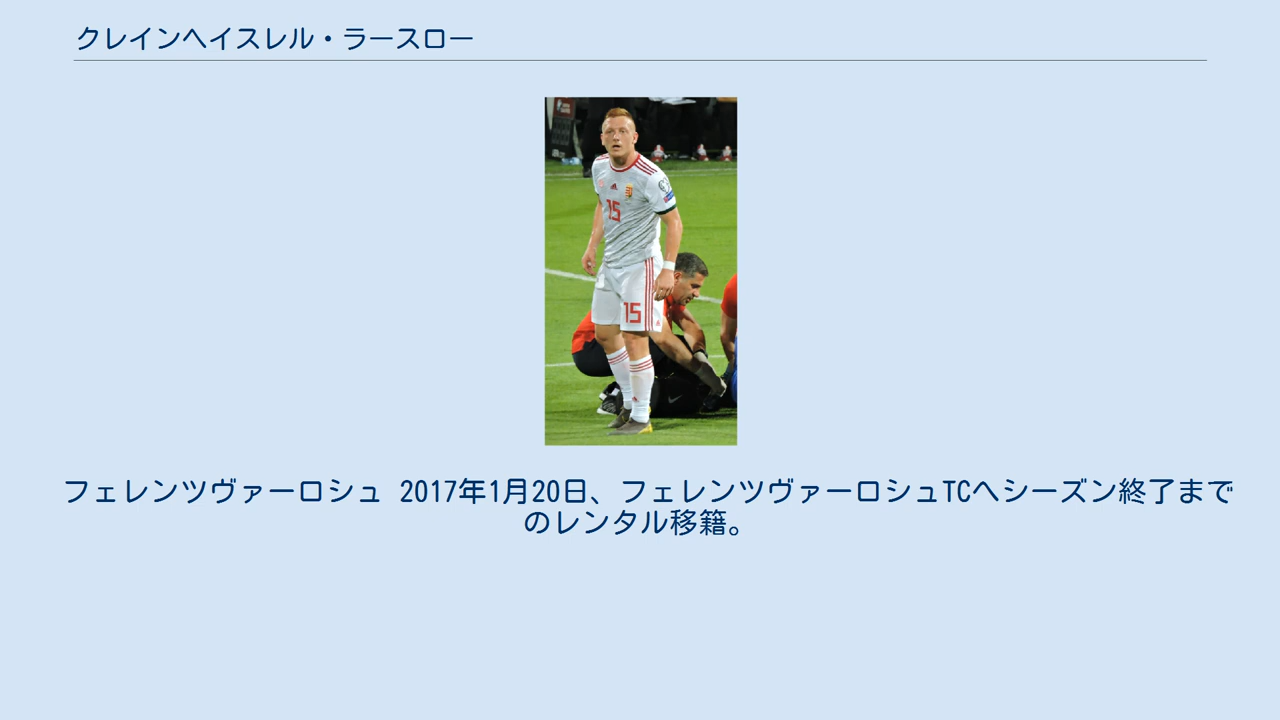 クレインヘイスレル・ラースロー
15
15
フェレンツヴァーロシュ 2017年1月20日、フェレンツヴァーロシュTCへシーズン終了まで
のレンタル移籍。